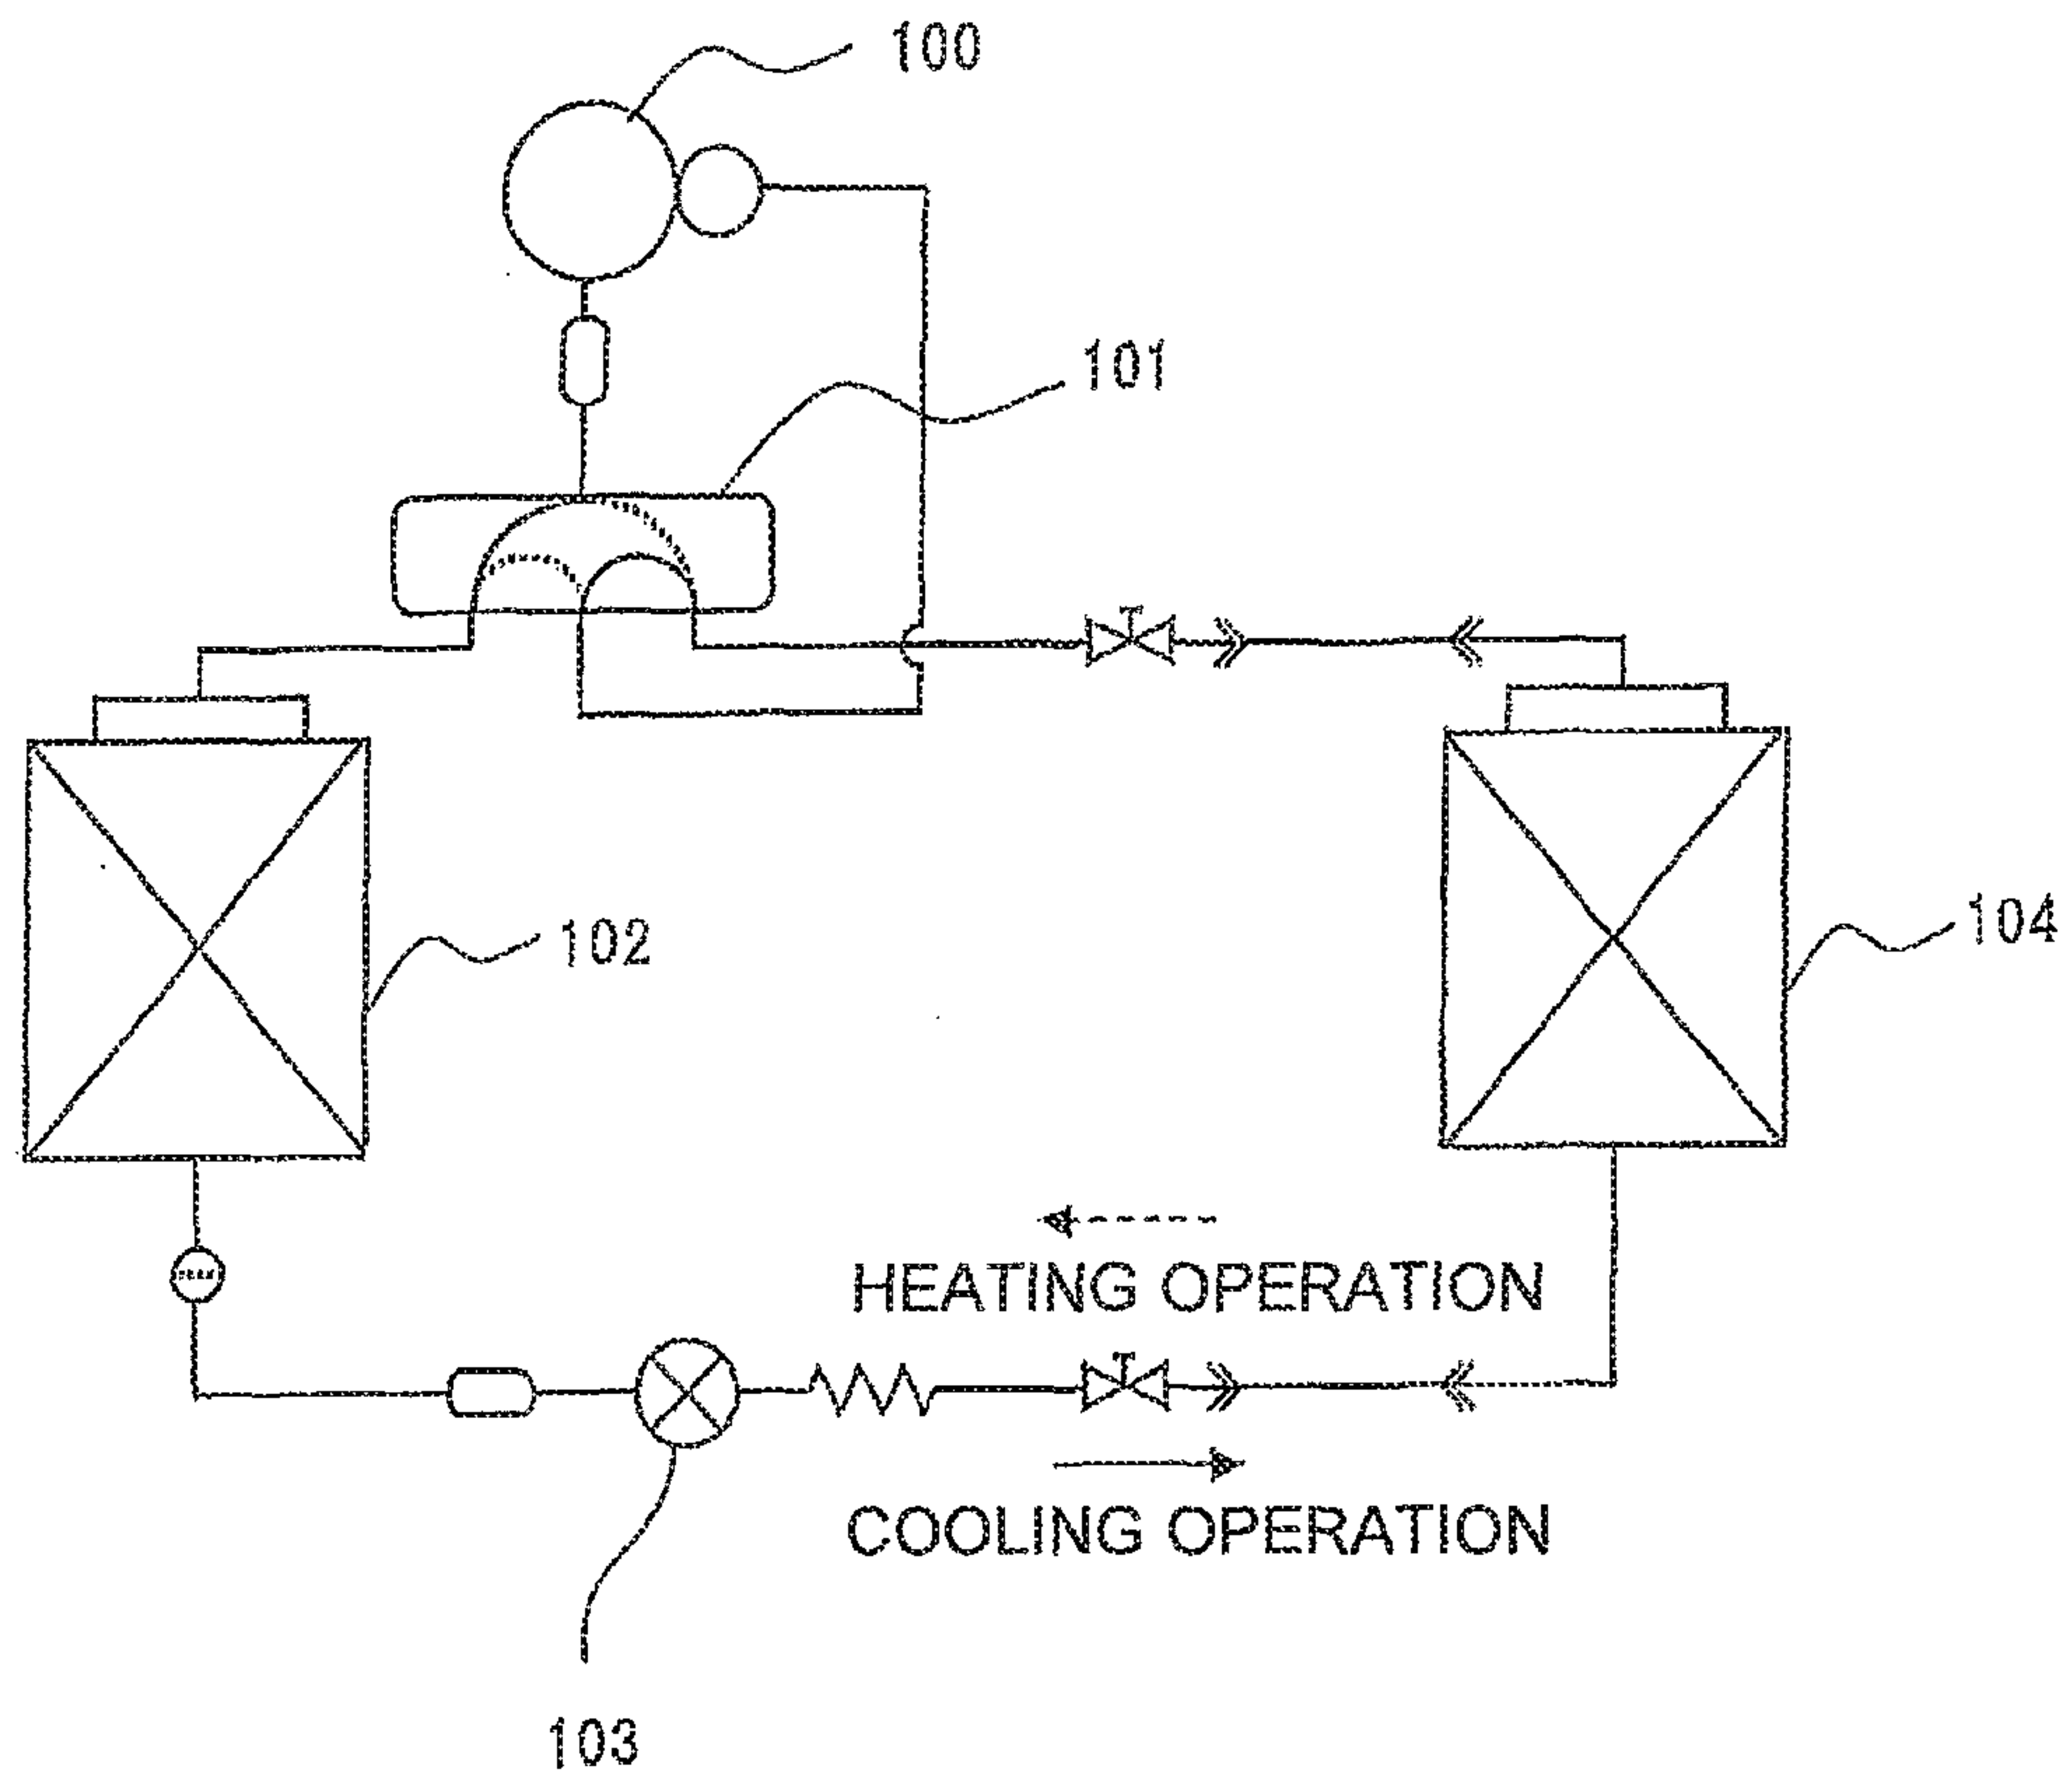 100
101
102
104
HEATING OPERATION
COOLING OPERATION
103